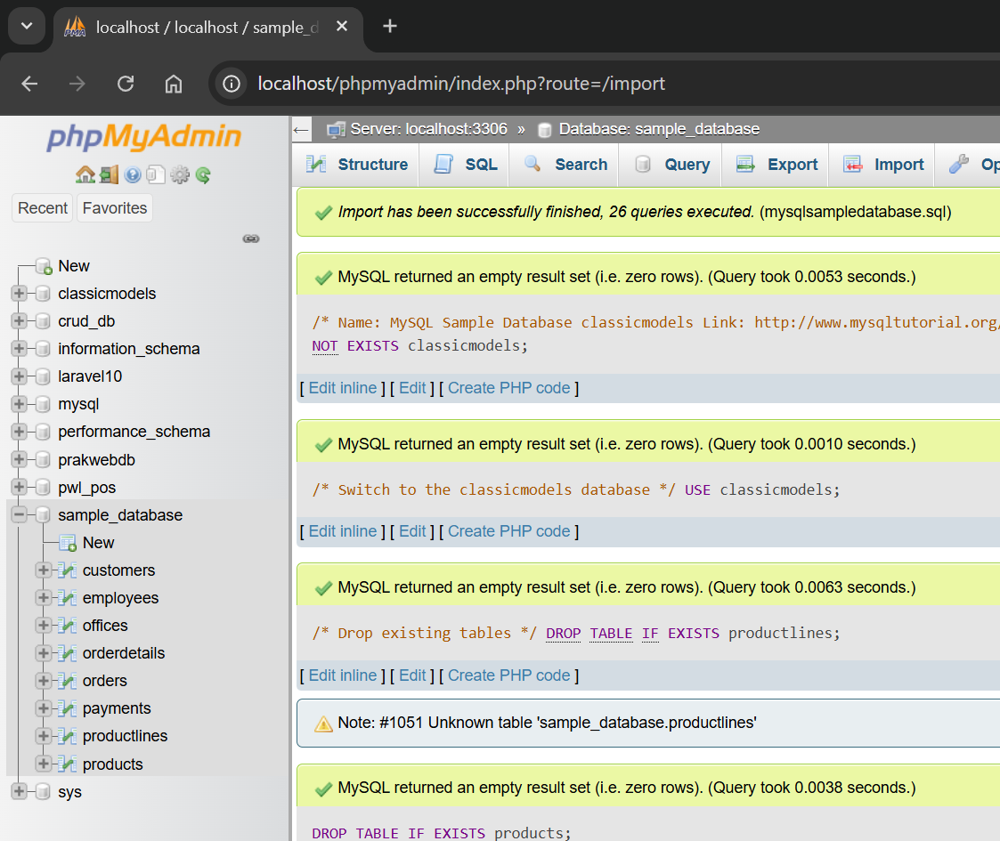 localhost / localhost / sample_d
localhost/phpmyadmin/index.php?route=/import
phpMyAdmin
Recent
Favorites
New
classicmodels
crud_db
information_schema
laravel10
mysql
performance_schema
prakwebdb
pwl_pos
sample_database
New
customers
employees
offices
orderdetails
orders
payments
productlines
products
sys
Server: localhost:3306 » Database: sample_database
Structure SQL Search Query Export Import Op
Import has been successfully finished, 26 queries executed. (mysqlsampledatabase.sql)
MySQL returned an empty result set (i.e. zero rows). (Query took 0.0053 seconds.)
/* Name: MySQL Sample Database classicmodels Link: http://www.mysqltutorial.org/
NOT EXISTS classicmodels;
[ Edit inline ] [ Edit ] [ Create PHP code ]
MySQL returned an empty result set (i.e. zero rows). (Query took 0.0010 seconds.)
/* Switch to the classicmodels database */ USE classicmodels;
[ Edit inline ] [ Edit ] [ Create PHP code ]
MySQL returned an empty result set (i.e. zero rows). (Query took 0.0063 seconds.)
/* Drop existing tables */ DROP TABLE IF EXISTS productlines;
[ Edit inline ] [ Edit ] [ Create PHP code ]
Note: #1051 Unknown table 'sample_database.productlines'
MySQL returned an empty result set (i.e. zero rows). (Query took 0.0038 seconds.)
DROP TABLE IF EXISTS products;